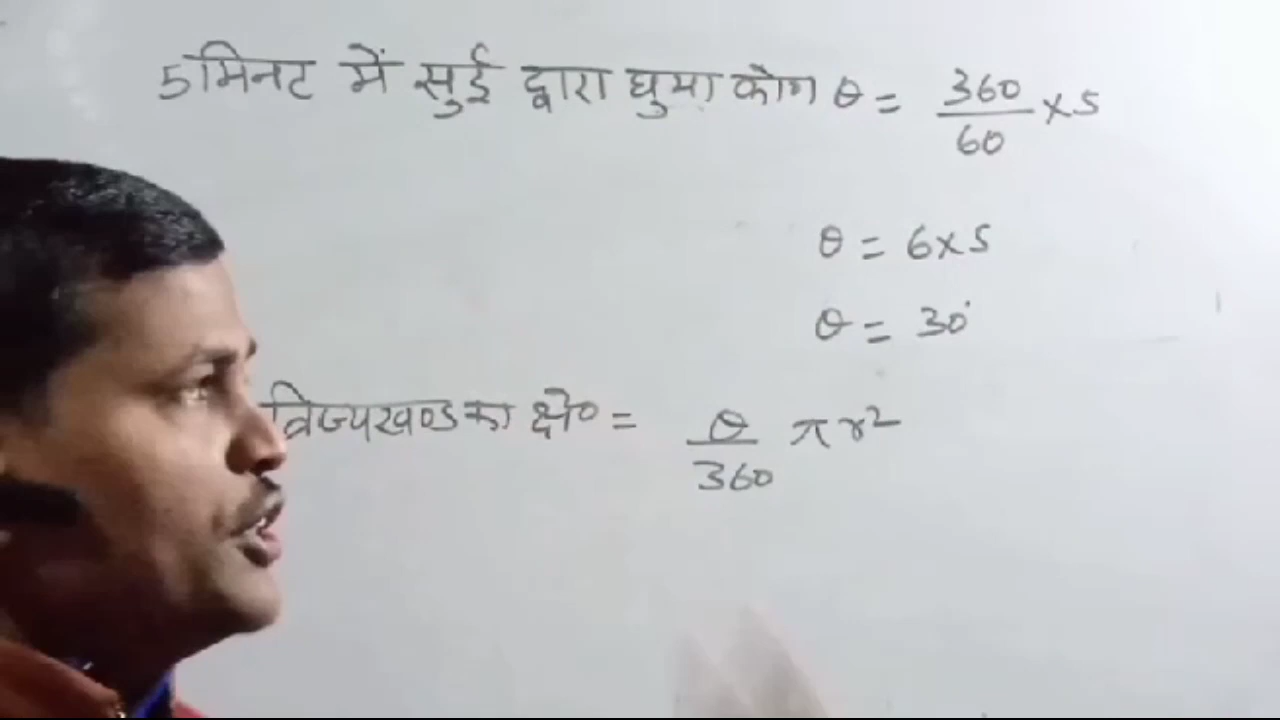 5 मिनट में सुई द्वारा घुमा कोण θ = 360/60 × 5
θ = 6×5
θ = 30°
त्रिज्यखण्ड का क्षे० = θ/360 πr²